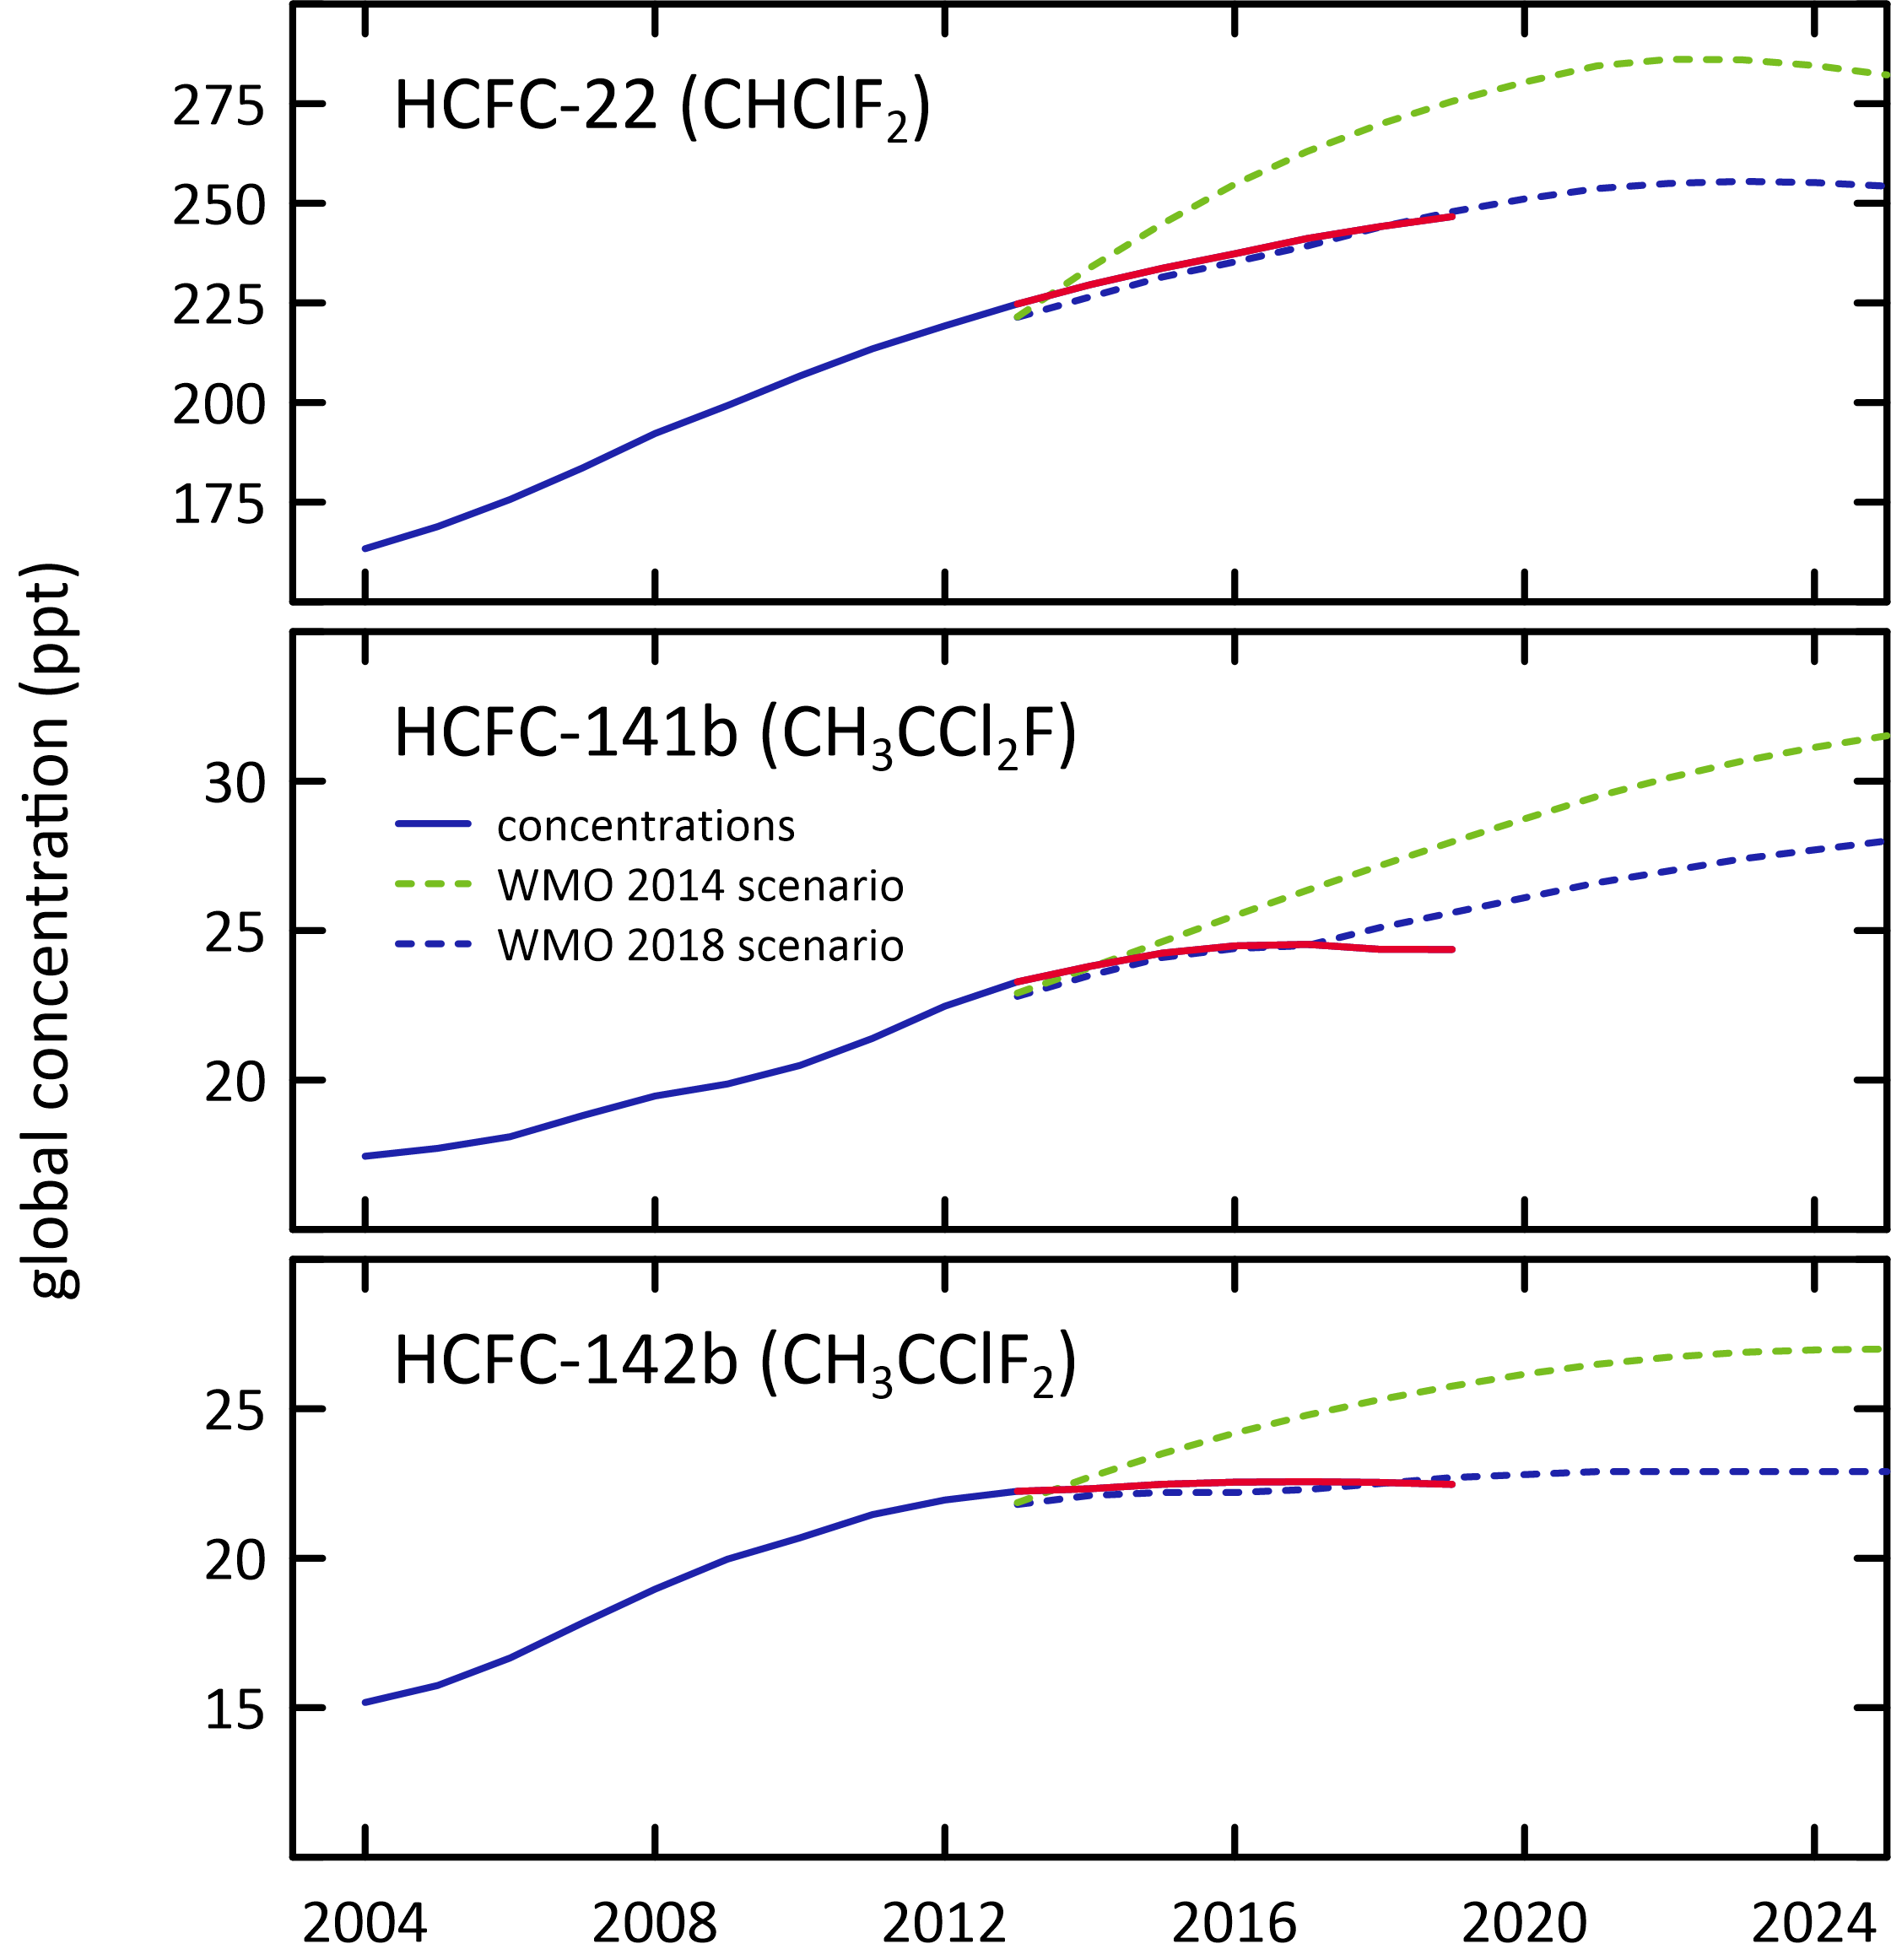 HCFC-22 (CHClF₂)
275
250
225
200
175
global concentration (ppt)
HCFC-141b (CH₃CCl₂F)
concentrations
WMO 2014 scenario
WMO 2018 scenario
30
25
20
HCFC-142b (CH₃CClF₂)
25
20
15
2004 2008 2012 2016 2020 2024